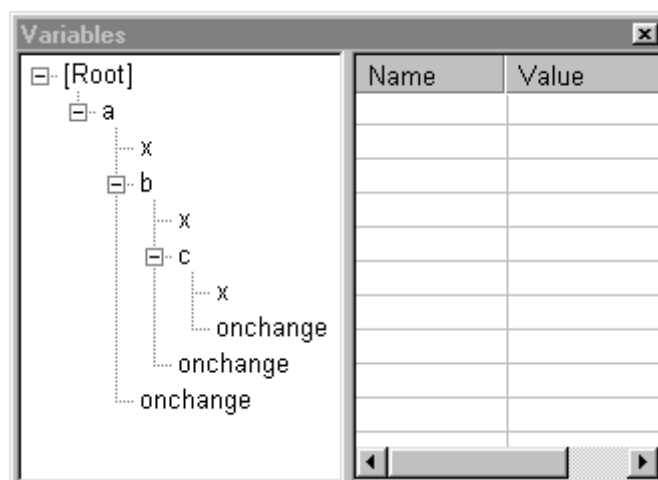 Variables
[Root]
a
x
b
x
c
x
onchange
onchange
onchange
Name Value